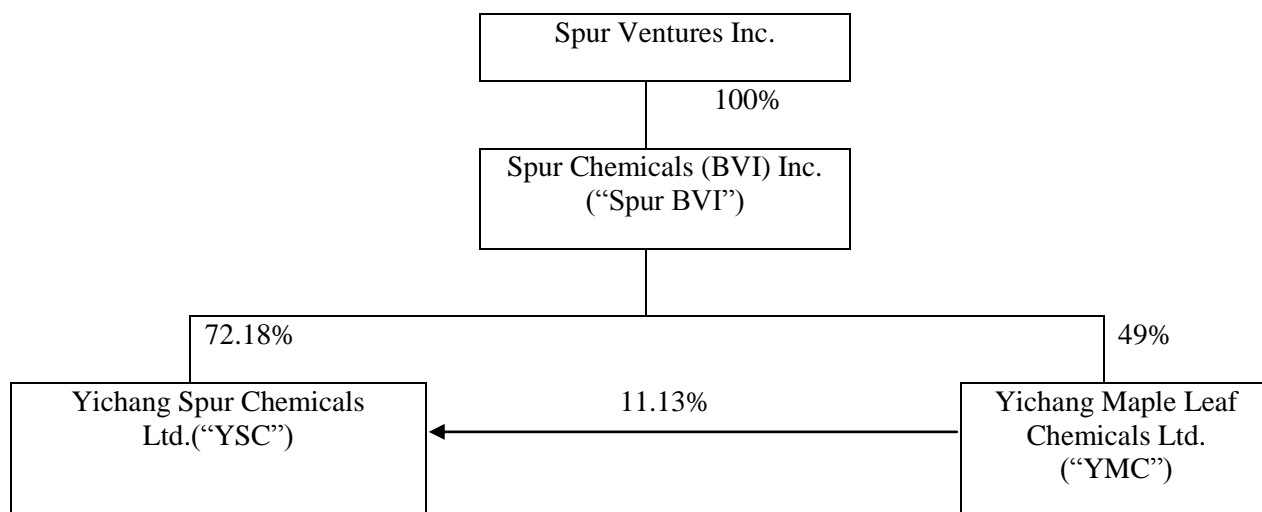 Spur Ventures Inc.
100%
Spur Chemicals (BVI) Inc.
(“Spur BVI”)
72.18%
49%
Yichang Spur Chemicals
Ltd.(“YSC”)
11.13%
Yichang Maple Leaf
Chemicals Ltd.
(“YMC”)